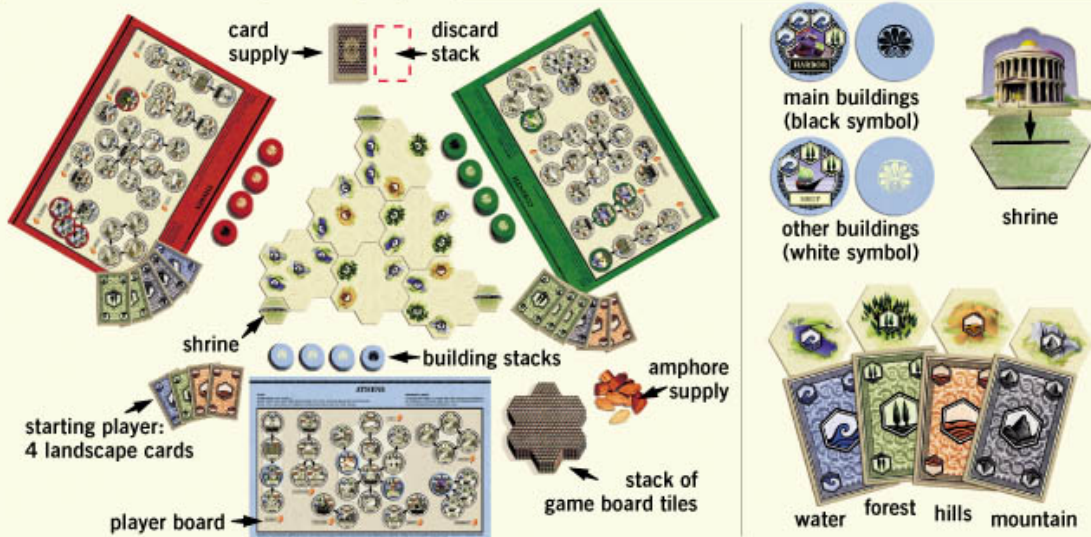 card
supply
discard
stack
shrine
building stacks
amphore
supply
starting player:
4 landscape cards
ATHENS
player board
stack of
game board tiles
HARBOR
main buildings
(black symbol)
SHIP
other buildings
(white symbol)
shrine
water
forest
hills
mountain